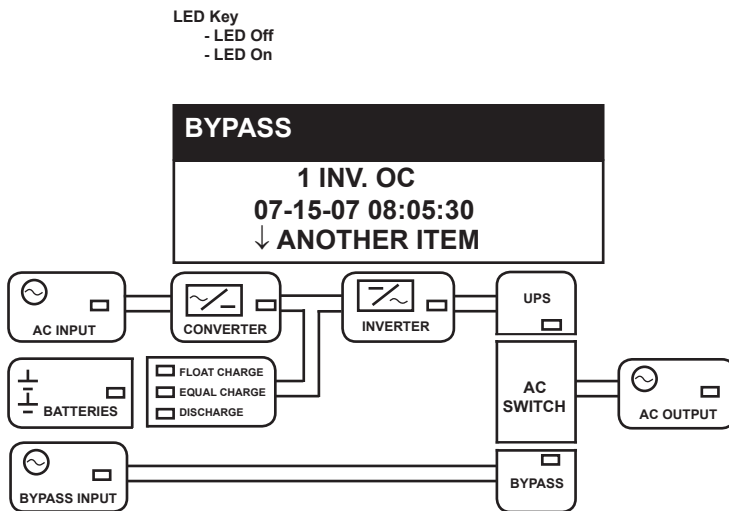 LED Key
- LED Off
- LED On
BYPASS
1 INV. OC
07-15-07 08:05:30
↓ ANOTHER ITEM
AC INPUT
CONVERTER
INVERTER
UPS
BATTERIES
FLOAT CHARGE
EQUAL CHARGE
DISCHARGE
AC
SWITCH
AC OUTPUT
BYPASS INPUT
BYPASS